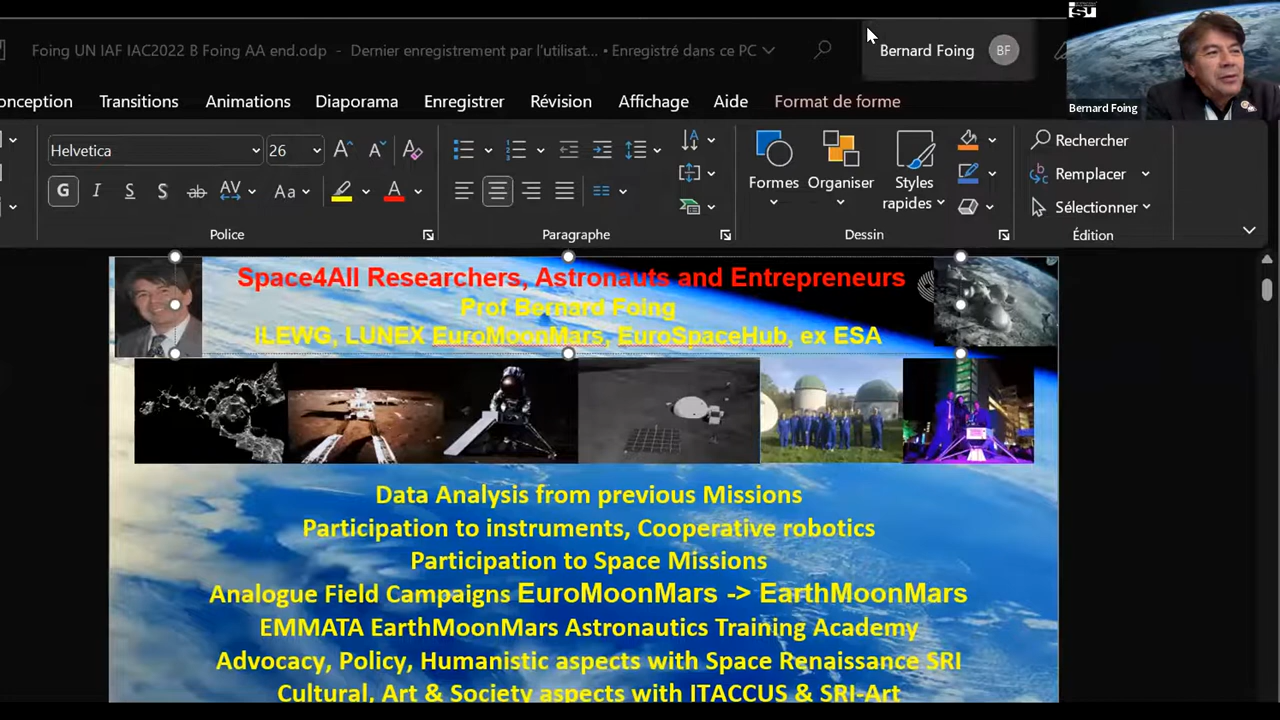 Foing UN IAF IAC2022 B Foing AA end.odp - Dernier enregistrement par l'utilisat... • Enregistré dans ce PC
Bernard Foing BF
Bernard Foing
onception Transitions Animations Diaporama Enregistrer Révision Affichage Aide Format de forme
Helvetica 26
G I S S ab AV Aa A
Police
Paragraphe
Formes Organiser Styles rapides
Dessin
Rechercher
Remplacer
Sélectionner
Édition
Space4All Researchers, Astronauts and Entrepreneurs
Prof Bernard Foing
ILEWG, LUNEX EuroMoonMars, EuroSpaceHub, ex ESA
Data Analysis from previous Missions
Participation to instruments, Cooperative robotics
Participation to Space Missions
Analogue Field Campaigns EuroMoonMars -> EarthMoonMars
EMMATA EarthMoonMars Astronautics Training Academy
Advocacy, Policy, Humanistic aspects with Space Renaissance SRI
Cultural, Art & Society aspects with ITACCUS & SRI-Art